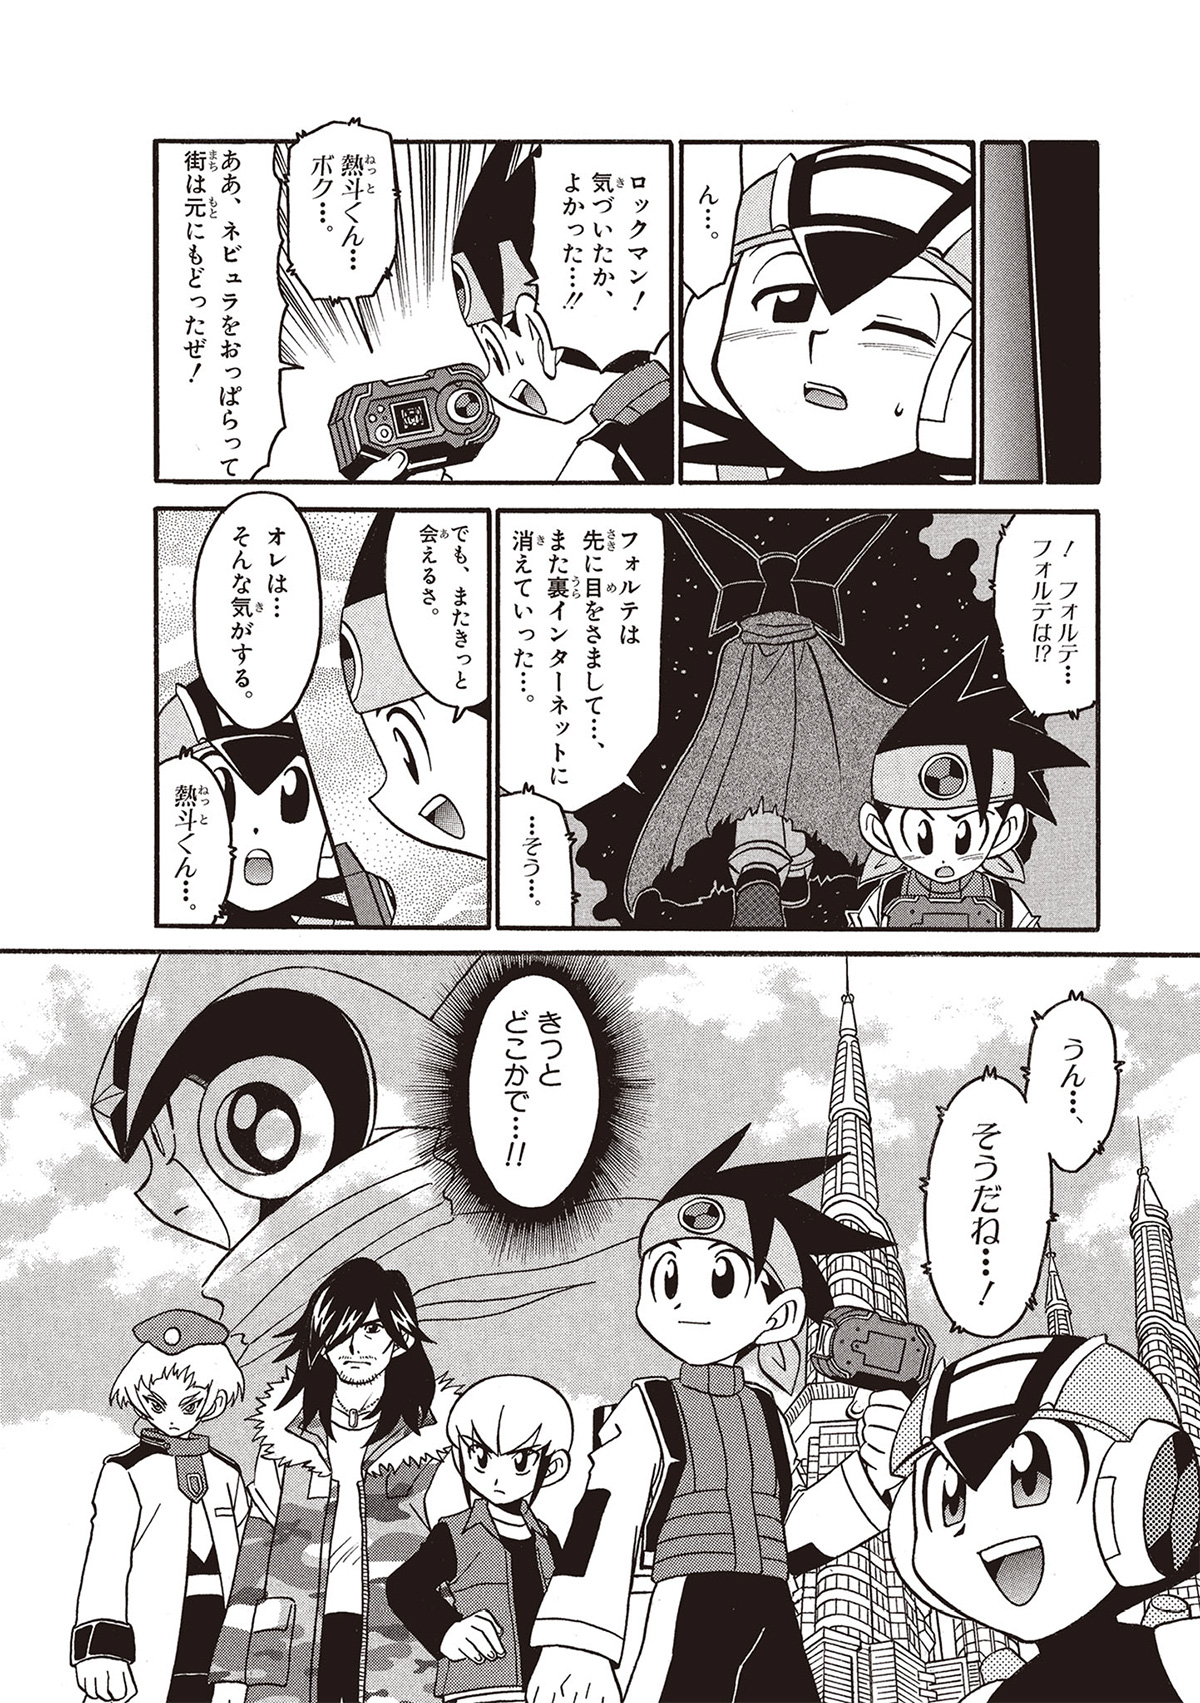 ん…。
ロックマン！
気づいたか、
よかった…!!
熱斗くん…
ボク…。
ああ、ネビュラをおっぱらって
街は元にもどったぜ！
！フォルテ…
フォルテは!?
フォルテは
先に目をさまして…、
また裏インターネットに
消えていった…。
…そう…。
でも、またきっと
会えるさ。
オレは…
そんな気がする。
熱斗くん…。
うん…、
そうだね…！
きっと
どこかで…!!